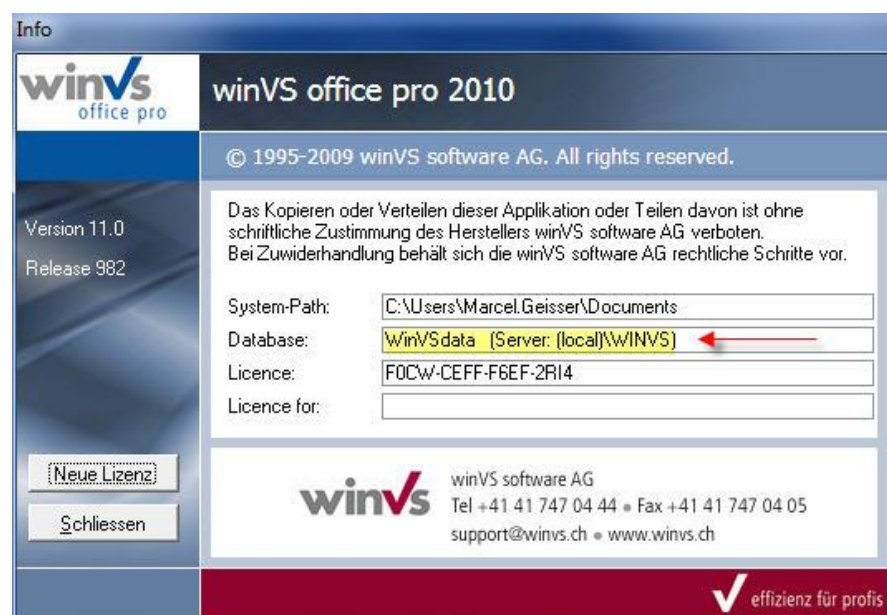 Info
winVS
office pro
winVS office pro 2010
© 1995-2009 winVS software AG. All rights reserved.
Version 11.0
Release 982
Das Kopieren oder Verteilen dieser Applikation oder Teilen davon ist ohne
schriftliche Zustimmung des Herstellers winVS software AG verboten.
Bei Zuwiderhandlung behält sich die winVS software AG rechtliche Schritte vor.
System-Path: C:\Users\Marcel.Geisser\Documents
Database: WinVSdata (Server: (local)\WINVS)
Licence: F0CW-CEFF-F6EF-2RI4
Licence for:
Neue Lizenz
Schliessen
winvs
winVS software AG
Tel +41 41 747 04 44 • Fax +41 41 747 04 05
support@winvs.ch • www.winvs.ch
effizienz für profis